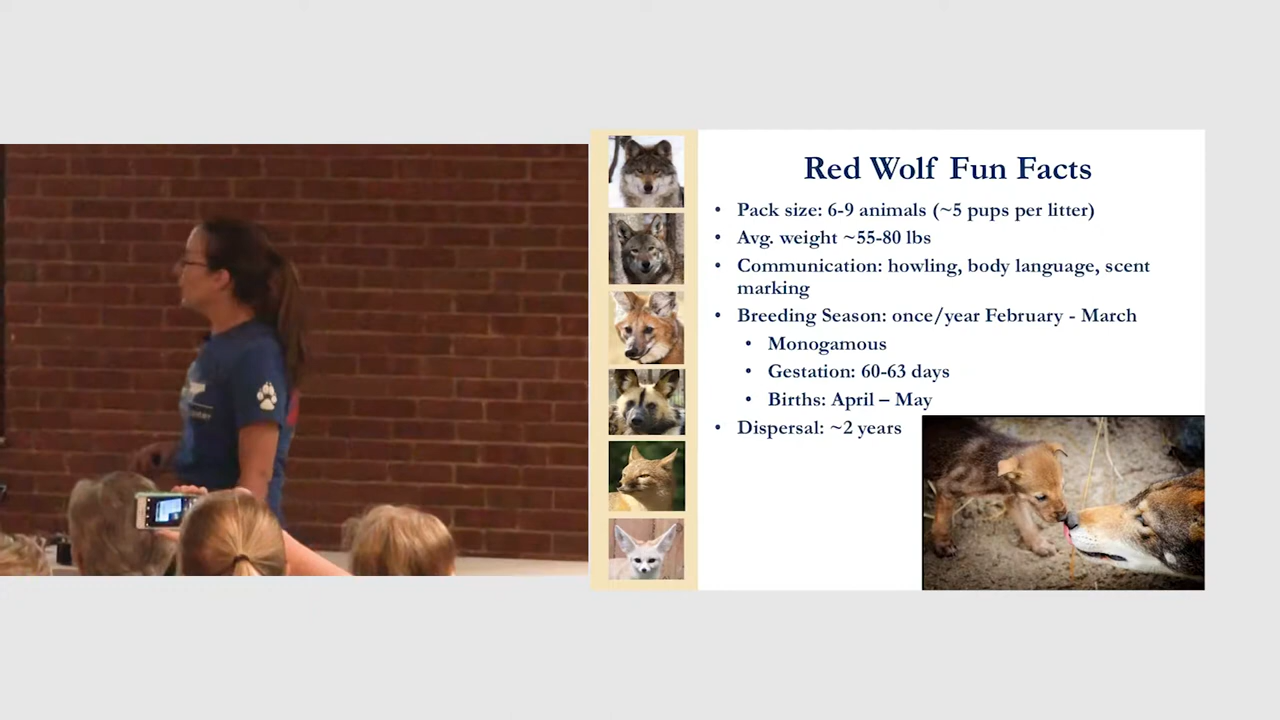 Red Wolf Fun Facts
• Pack size: 6-9 animals (~5 pups per litter)
• Avg. weight ~55-80 lbs
• Communication: howling, body language, scent
marking
• Breeding Season: once/year February - March
• Monogamous
• Gestation: 60-63 days
• Births: April – May
• Dispersal: ~2 years